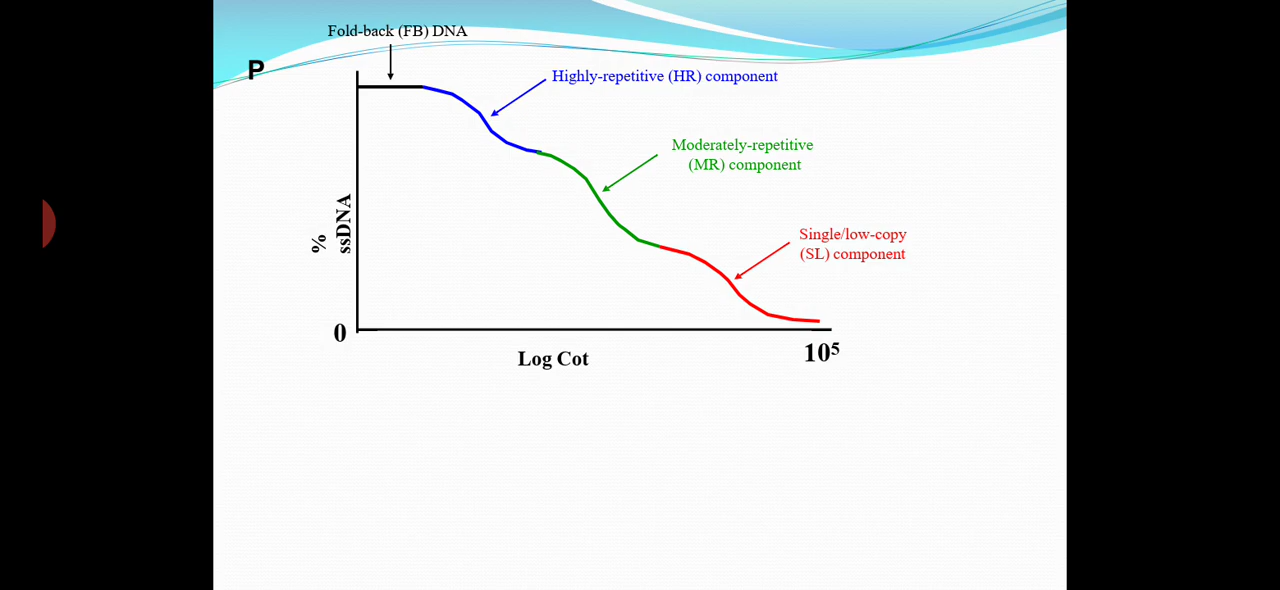 Fold-back (FB) DNA
P
Highly-repetitive (HR) component
Moderately-repetitive
(MR) component
%
ssDNA
Single/low-copy
(SL) component
0
Log Cot
10⁵